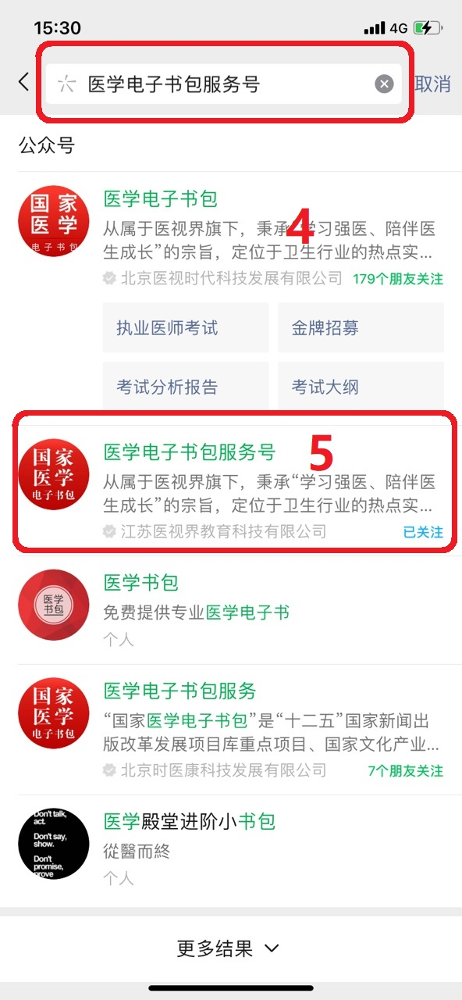 15:30
4G
医学电子书包服务号
取消
公众号
国家
医学
电子书包
医学电子书包
4
从属于医视界旗下，秉承“学习强医、陪伴医
生成长”的宗旨，定位于卫生行业的热点实...
北京医视时代科技发展有限公司 179个朋友关注
执业医师考试 金牌招募
考试分析报告 考试大纲
国家
医学
电子书包
医学电子书包服务号
5
从属于医视界旗下，秉承“学习强医、陪伴医
生成长”的宗旨，定位于卫生行业的热点实...
江苏医视界教育科技有限公司 已关注
医学
书包
医学书包
免费提供专业医学电子书
个人
国家
医学
电子书包
医学电子书包服务
“国家医学电子书包”是“十二五”国家新闻出
版改革发展项目库重点项目、国家文化产业...
北京时医康科技发展有限公司 7个朋友关注
Don't talk,
act.
Don't say,
show.
Don't
promise,
prove
医学殿堂进阶小书包
從醫而終
个人
更多结果